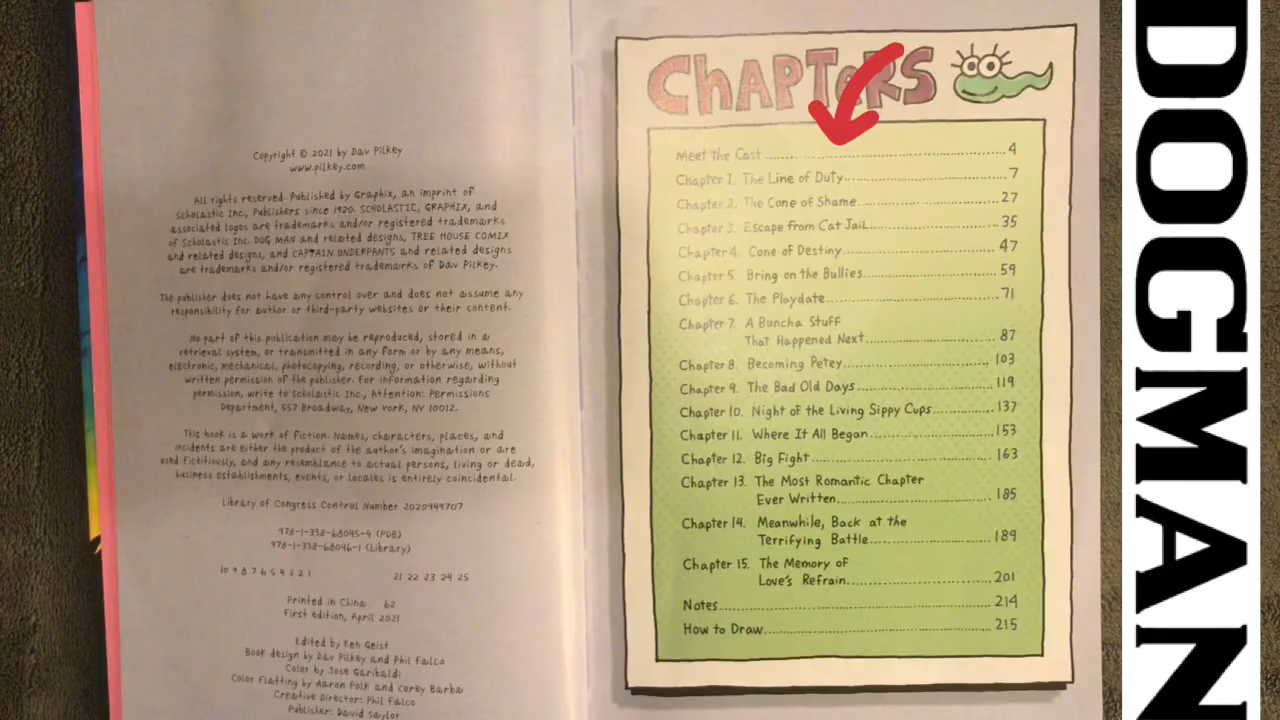 Copyright © 2021 by Dav Pilkey
www.pilkey.com
All rights reserved. Published by Graphix, an imprint of
Scholastic Inc., Publishers since 1920. SCHOLASTIC, GRAPHIX, and
associated logos are trademarks and/or registered trademarks
of Scholastic Inc. DOG MAN and related designs, TREE HOUSE COMIX
and related designs, and CAPTAIN UNDERPANTS and related designs
are trademarks and/or registered trademarks of Dav Pilkey.
The publisher does not have any control over and does not assume any
responsibility for author or third-party websites or their content.
No part of this publication may be reproduced, stored in a
retrieval system, or transmitted in any form or by any means,
electronic, mechanical, photocopying, recording, or otherwise, without
written permission of the publisher. For information regarding
permission, write to Scholastic Inc., Attention: Permissions
Department, 557 Broadway, New York, NY 10012.
This book is a work of fiction. Names, characters, places, and
incidents are either the product of the author's imagination or are
used fictitiously, and any resemblance to actual persons, living or dead,
business establishments, events, or locales is entirely coincidental.
Library of Congress Control Number 2020949707
978-1-338-68045-4 (POB)
978-1-338-68046-1 (Library)
10 9 8 7 6 5 4 3 2 1 21 22 23 24 25
Printed in China 62
First edition, April 2021
Edited by Ken Geist
Book design by Dav Pilkey and Phil Falco
Color by Jose Garibaldi
Color flatting by Aaron Polk and Corey Barba
Creative Director: Phil Falco
Publisher: David Saylor
CHAPTERS
Meet the Cast 4
Chapter 1. The Line of Duty 7
Chapter 2. The Cone of Shame 27
Chapter 3. Escape from Cat Jail 35
Chapter 4. Cone of Destiny 47
Chapter 5. Bring on the Bullies 59
Chapter 6. The Playdate 71
Chapter 7. A Buncha Stuff
That Happened Next 87
Chapter 8. Becoming Petey 103
Chapter 9. The Bad Old Days 119
Chapter 10. Night of the Living Sippy Cups 137
Chapter 11. Where It All Began 153
Chapter 12. Big Fight 163
Chapter 13. The Most Romantic Chapter
Ever Written 185
Chapter 14. Meanwhile, Back at the
Terrifying Battle 189
Chapter 15. The Memory of
Love's Refrain 201
Notes 214
How to Draw 215
DOGMAN